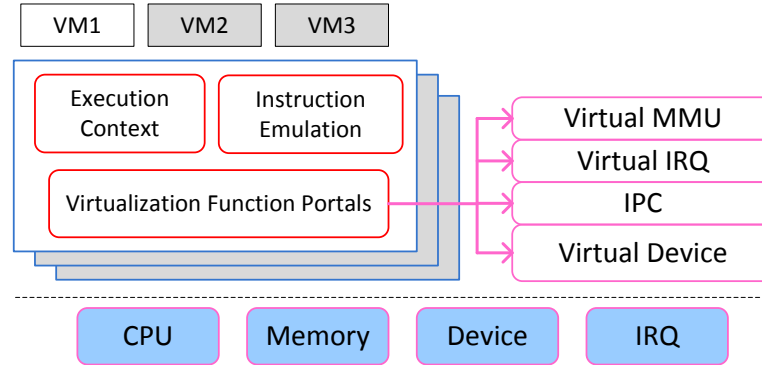 VM1 VM2 VM3
Execution
Context
Instruction
Emulation
Virtualization Function Portals
Virtual MMU
Virtual IRQ
IPC
Virtual Device
CPU Memory Device IRQ